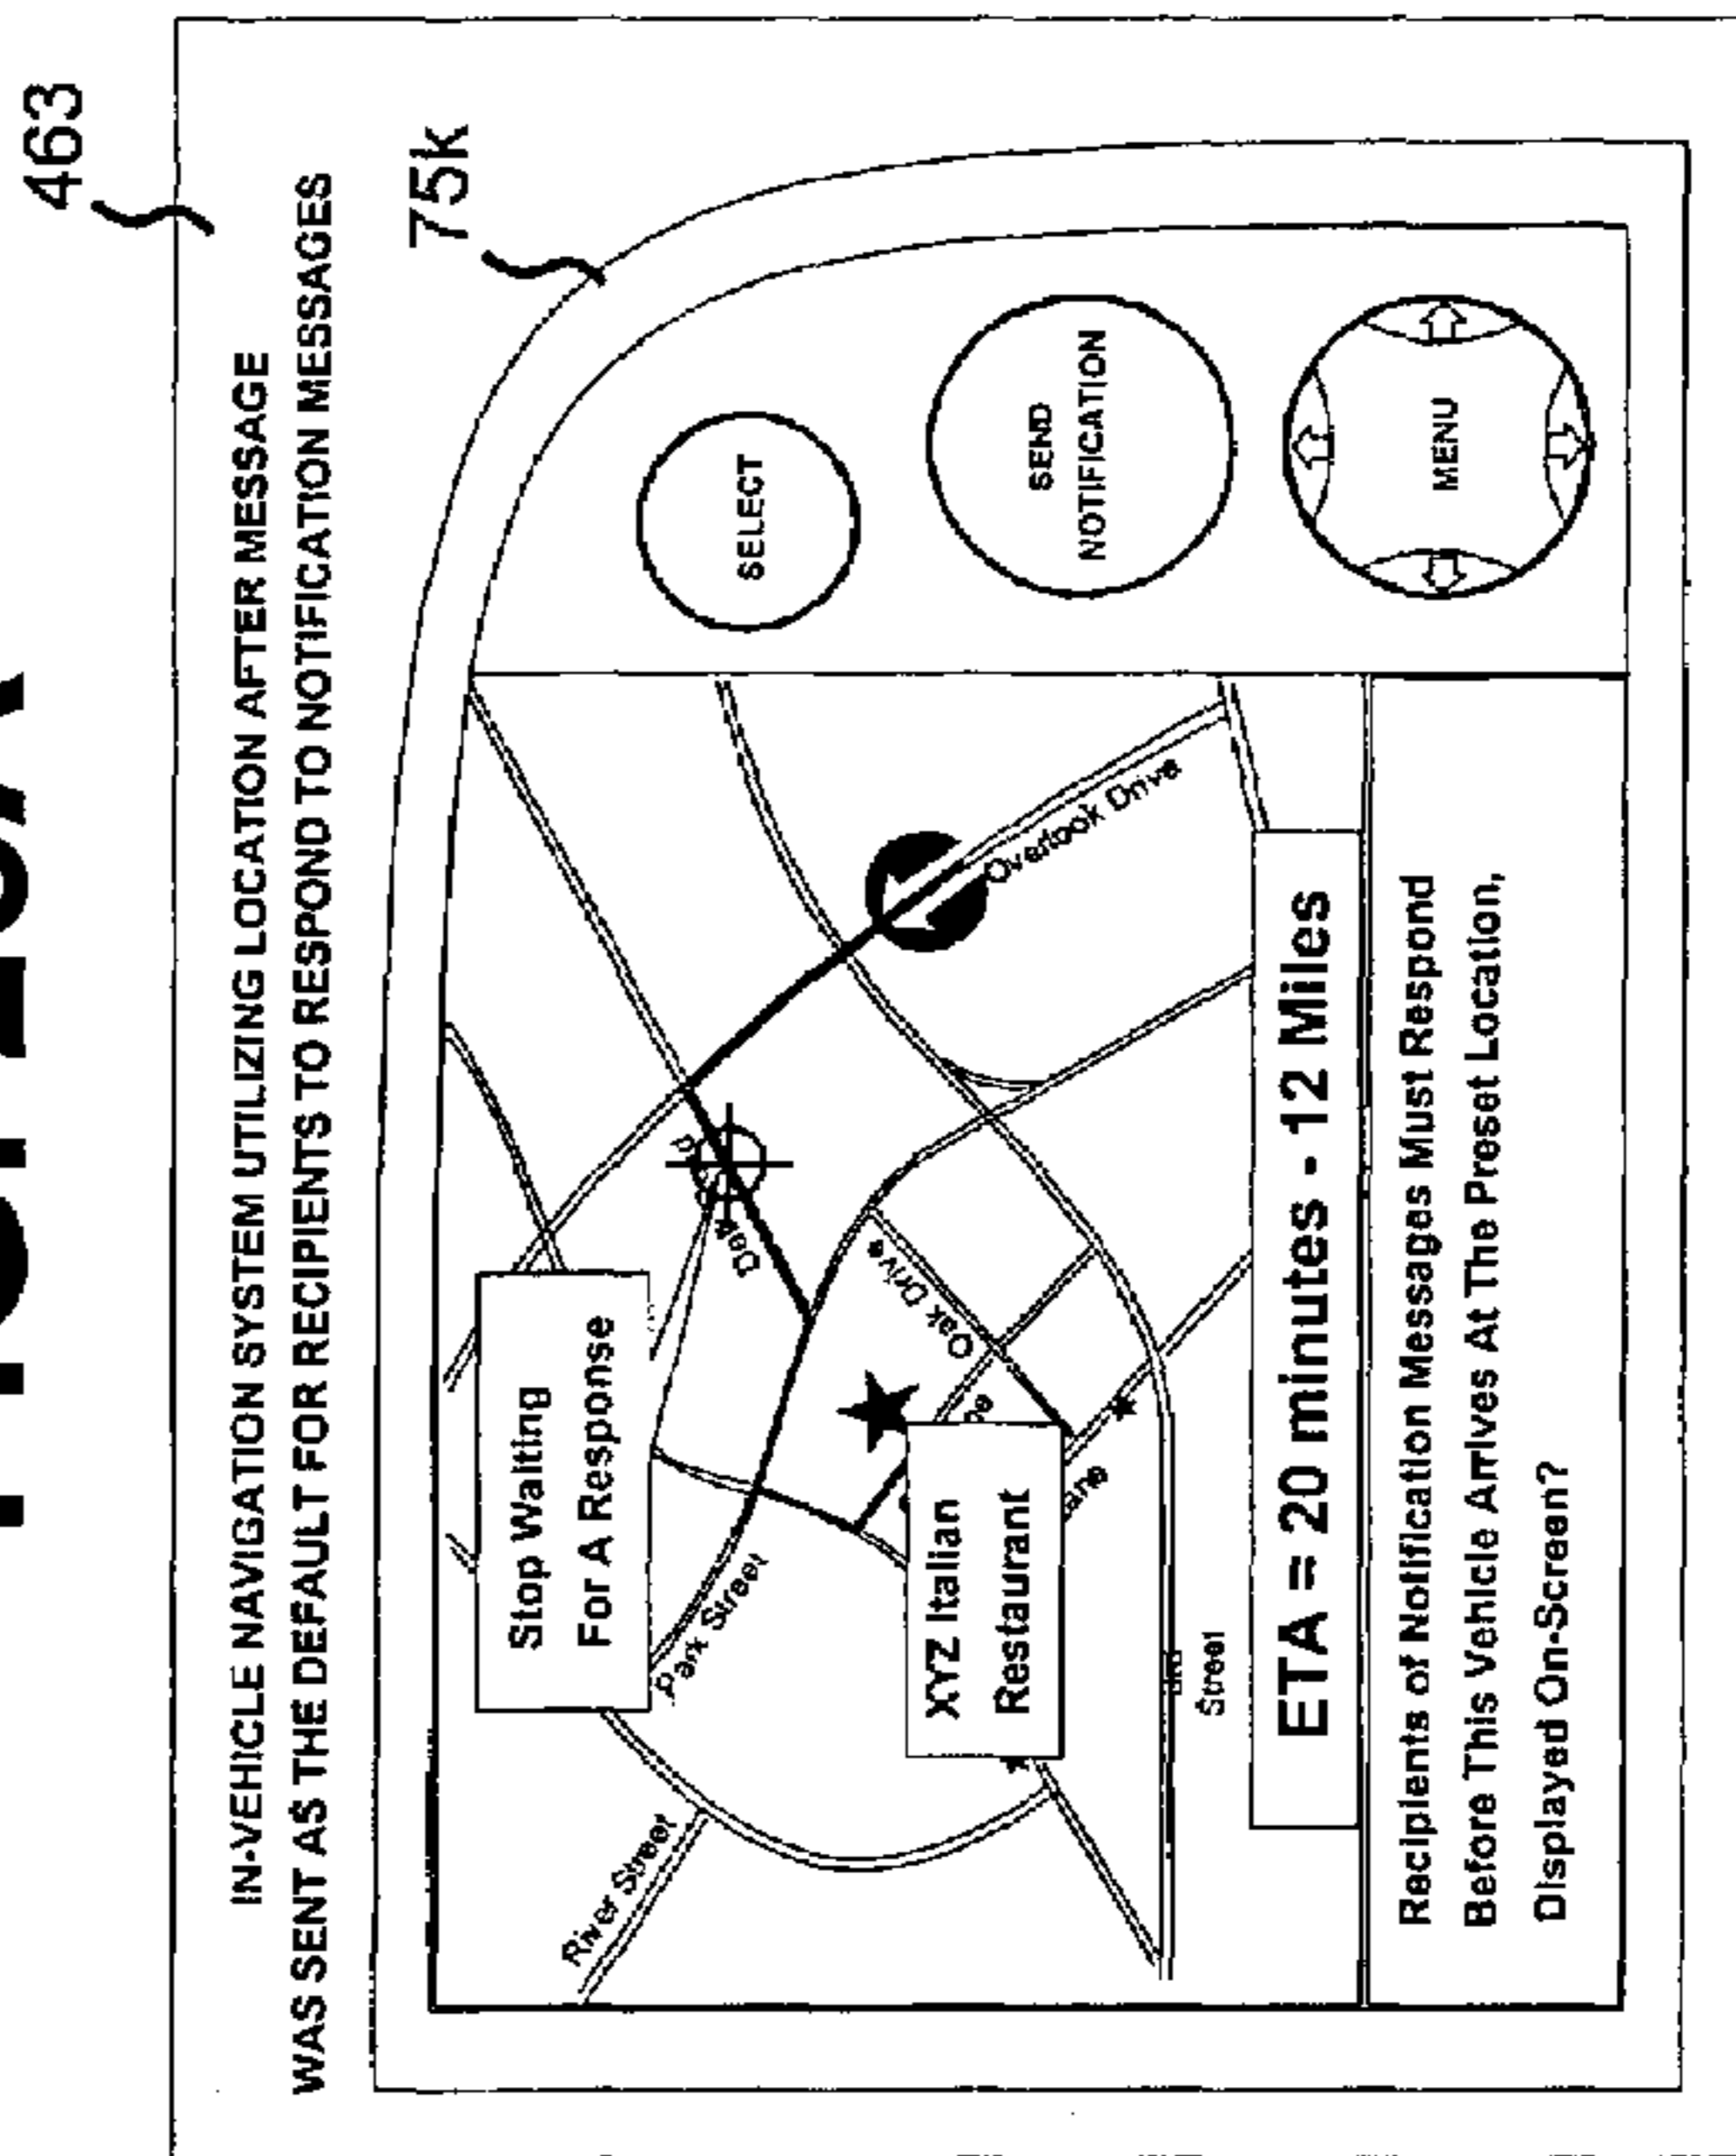 463
IN-VEHICLE NAVIGATION SYSTEM UTILIZING LOCATION AFTER MESSAGE
WAS SENT AS THE DEFAULT FOR RECIPIENTS TO RESPOND TO NOTIFICATION MESSAGES
75k
Stop Waiting
For A Response
River Street
Park Street
XYZ Italian
Restaurant
Oak Drive
Overlook Drive
Street
SELECT
SEND
NOTIFICATION
MENU
ETA = 20 minutes - 12 Miles
Recipients of Notification Messages Must Respond
Before This Vehicle Arrives At The Preset Location,
Displayed On-Screen?